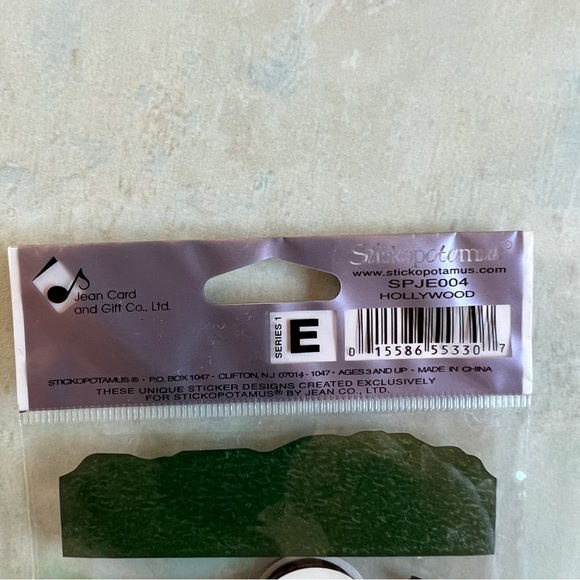 Stickopotamus®
www.stickopotamus.com
SPJE004
HOLLYWOOD
Jean Card
and Gift Co., Ltd.
SERIES 1
E
0 15586 55330 7
STICKOPOTAMUS® - P.O. BOX 1047 - CLIFTON, NJ 07014 - 1047 - AGES 3 AND UP - MADE IN CHINA
THESE UNIQUE STICKER DESIGNS CREATED EXCLUSIVELY
FOR STICKOPOTAMUS® BY JEAN CO., LTD.